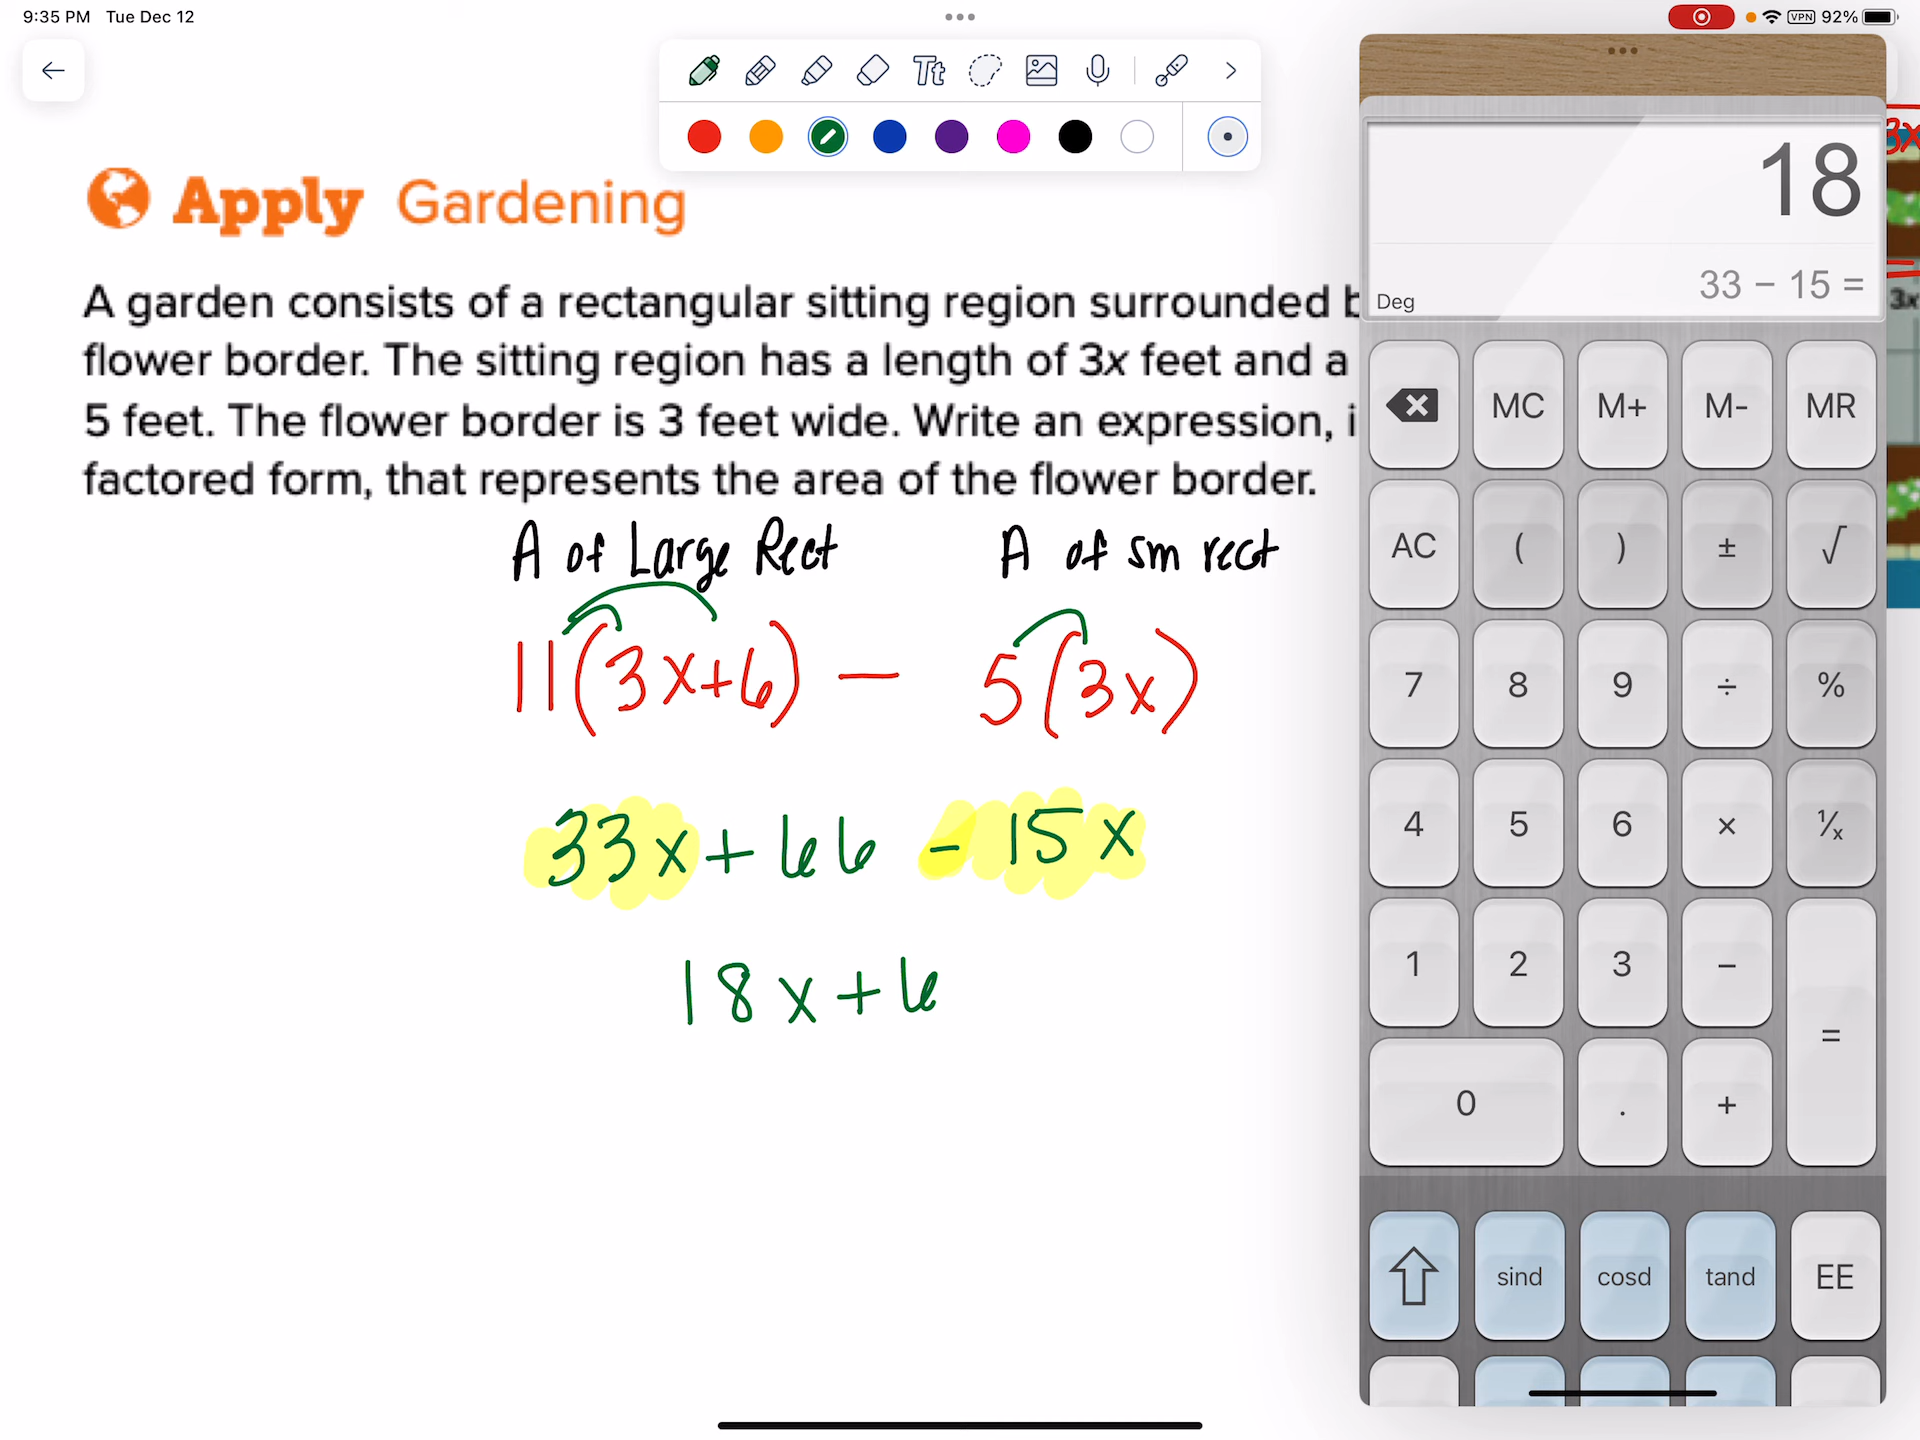 9:35 PM Tue Dec 12
VPN 92%
Apply Gardening
A garden consists of a rectangular sitting region surrounded b
flower border. The sitting region has a length of 3x feet and a
5 feet. The flower border is 3 feet wide. Write an expression, i
factored form, that represents the area of the flower border.
A of Large Rect A of sm rect
11(3x+6) - 5(3x)
33x+66 - 15x
18x+6
Tt
18
33 − 15 =
Deg
MC M+ M- MR
AC ( ) ± √
7 8 9 ÷ %
4 5 6 × 1/x
1 2 3 −
=
0 . +
sind cosd tand EE
3x
3x